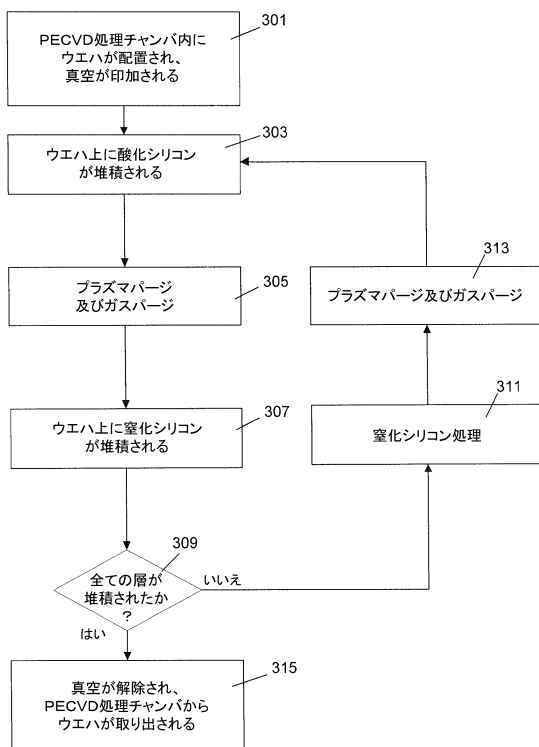 PECVD処理チャンバ内に
ウエハが配置され、
真空が印加される
301
ウエハ上に酸化シリコン
が堆積される
303
プラズマパージ
及びガスパージ
305
プラズマパージ及びガスパージ
313
ウエハ上に窒化シリコン
が堆積される
307
窒化シリコン処理
311
全ての層が
堆積されたか
?
309
いいえ
はい
真空が解除され、
PECVD処理チャンバから
ウエハが取り出される
315